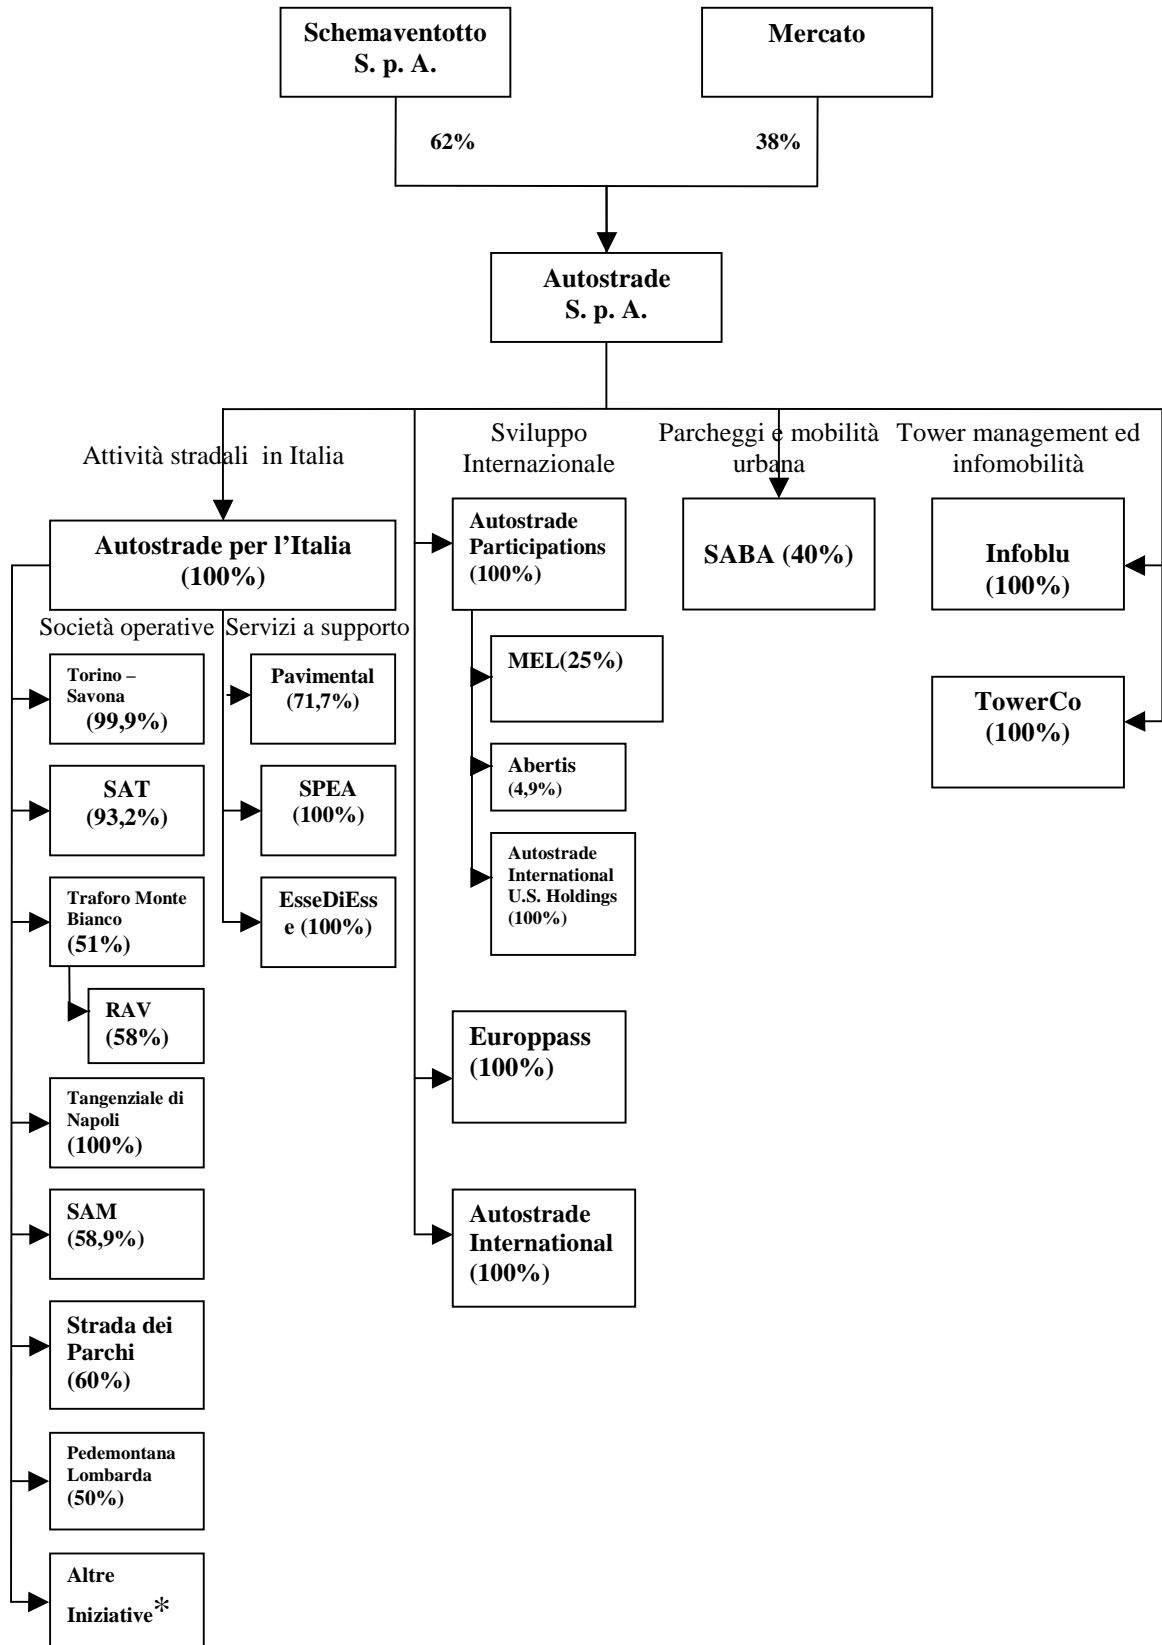 Schemaventotto
S. p. A.
Mercato
62%
38%
Autostrade
S. p. A.
Attività stradali  in Italia
Sviluppo
Internazionale
Parcheggi e mobilità
urbana
Tower management ed
infomobilità
Autostrade per l’Italia
(100%)
Società operative
Servizi a supporto
Torino –
Savona
(99,9%)
SAT
(93,2%)
Traforo Monte
Bianco
(51%)
RAV
(58%)
Tangenziale di
Napoli
(100%)
SAM
(58,9%)
Strada dei
Parchi
(60%)
Pedemontana
Lombarda
(50%)
Altre
Iniziative*
Pavimental
(71,7%)
SPEA
(100%)
EsseDiEss
e (100%)
Autostrade
Participations
(100%)
MEL(25%)
Abertis
(4,9%)
Autostrade
International
U.S. Holdings
(100%)
Europpass
(100%)
Autostrade
International
(100%)
SABA (40%)
Infoblu
(100%)
TowerCo
(100%)